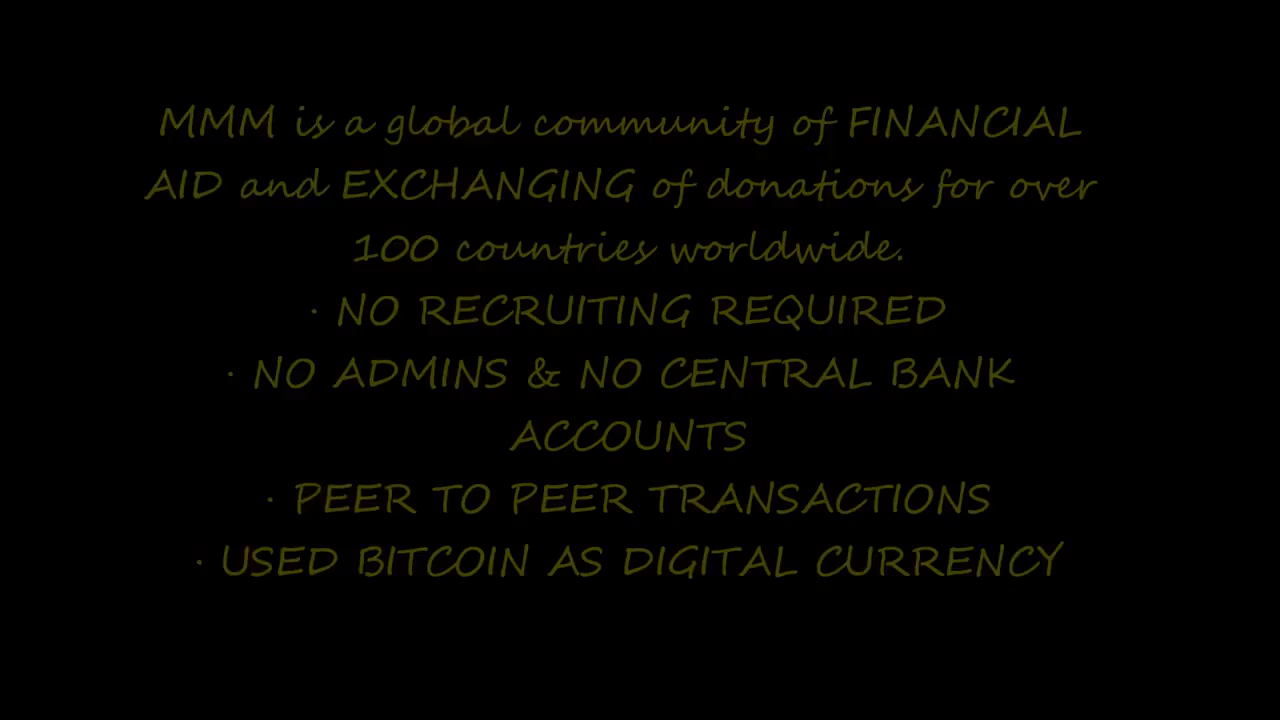 MMM is a global community of FINANCIAL
AID and EXCHANGING of donations for over
100 countries worldwide.
· NO RECRUITING REQUIRED
· NO ADMINS & NO CENTRAL BANK
ACCOUNTS
· PEER TO PEER TRANSACTIONS
· USED BITCOIN AS DIGITAL CURRENCY